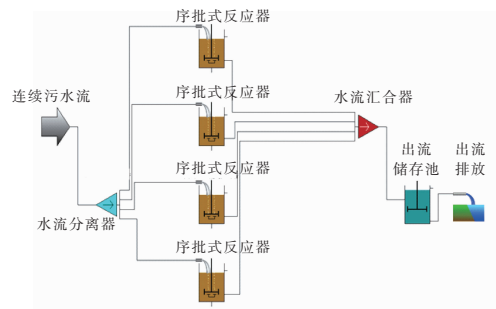 序批式反应器
连续污水流
序批式反应器
水流汇合器
出流
储存池
出流
排放
序批式反应器
水流分离器
序批式反应器